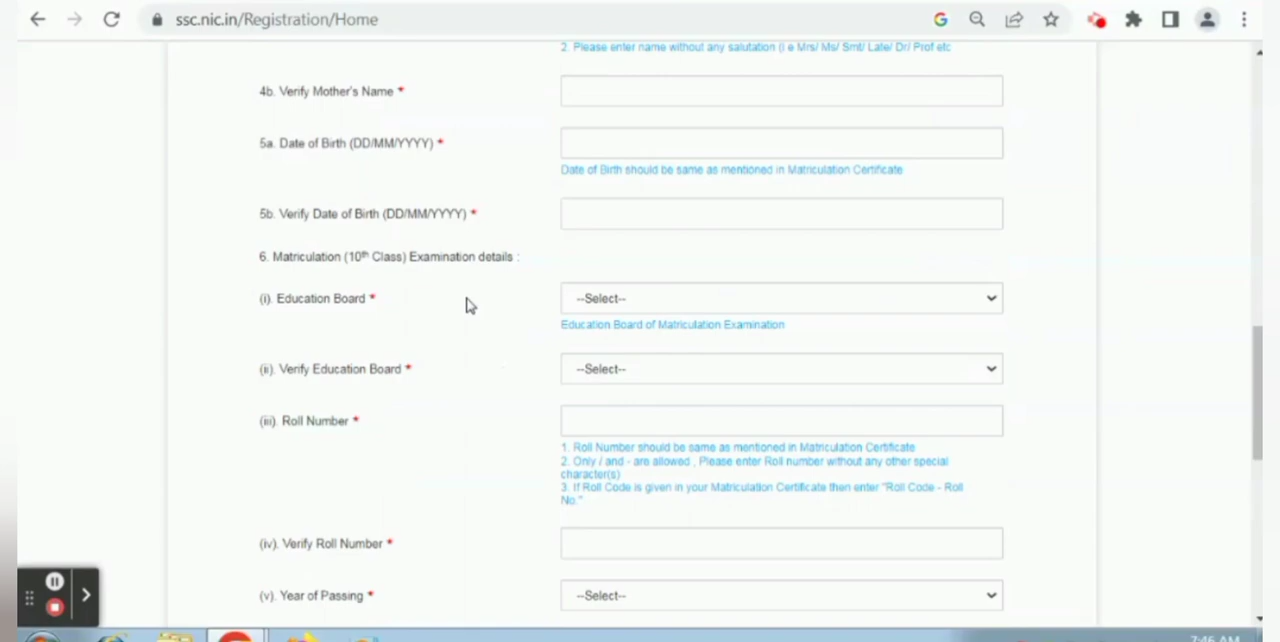 ssc.nic.in/Registration/Home
2. Please enter name without any salutation (i e Mrs/ Ms/ Smt/ Late/ Dr/ Prof etc
4b. Verify Mother's Name *
5a. Date of Birth (DD/MM/YYYY) *
Date of Birth should be same as mentioned in Matriculation Certificate
5b. Verify Date of Birth (DD/MM/YYYY) *
6. Matriculation (10th Class) Examination details :
(i). Education Board * --Select--
Education Board of Matriculation Examination
(ii). Verify Education Board * --Select--
(iii). Roll Number *
1. Roll Number should be same as mentioned in Matriculation Certificate
2. Only / and - are allowed , Please enter Roll number without any other special
character(s)
3. If Roll Code is given in your Matriculation Certificate then enter "Roll Code - Roll
No."
(iv). Verify Roll Number *
(v). Year of Passing * --Select--
7:46 AM